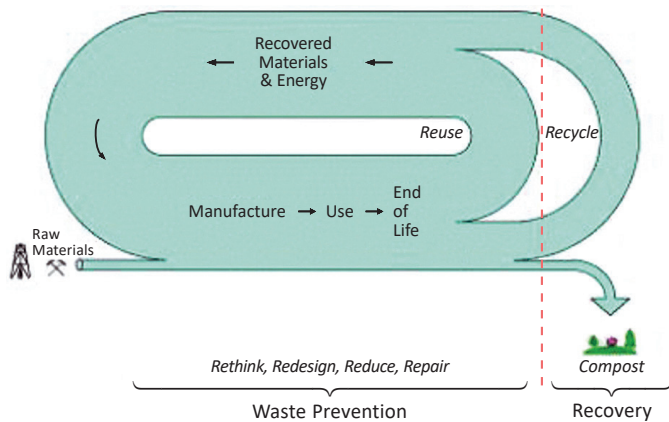 Recovered
Materials
& Energy
Reuse
Recycle
Manufacture
Use
End
of
Life
Raw
Materials
Rethink, Redesign, Reduce, Repair
Compost
Waste Prevention
Recovery